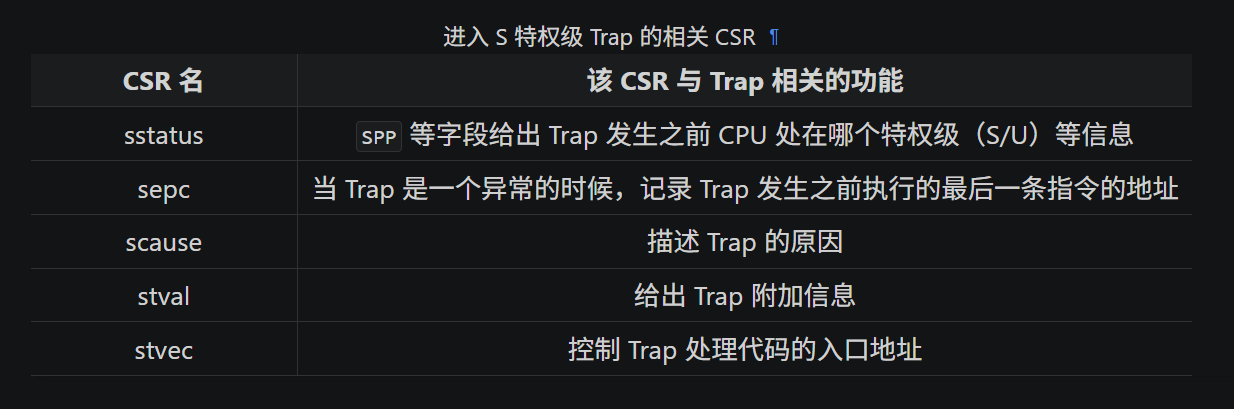 进入 S 特权级 Trap 的相关 CSR ¶
CSR 名 该 CSR 与 Trap 相关的功能
sstatus SPP 等字段给出 Trap 发生之前 CPU 处在哪个特权级（S/U）等信息
sepc 当 Trap 是一个异常的时候，记录 Trap 发生之前执行的最后一条指令的地址
scause 描述 Trap 的原因
stval 给出 Trap 附加信息
stvec 控制 Trap 处理代码的入口地址